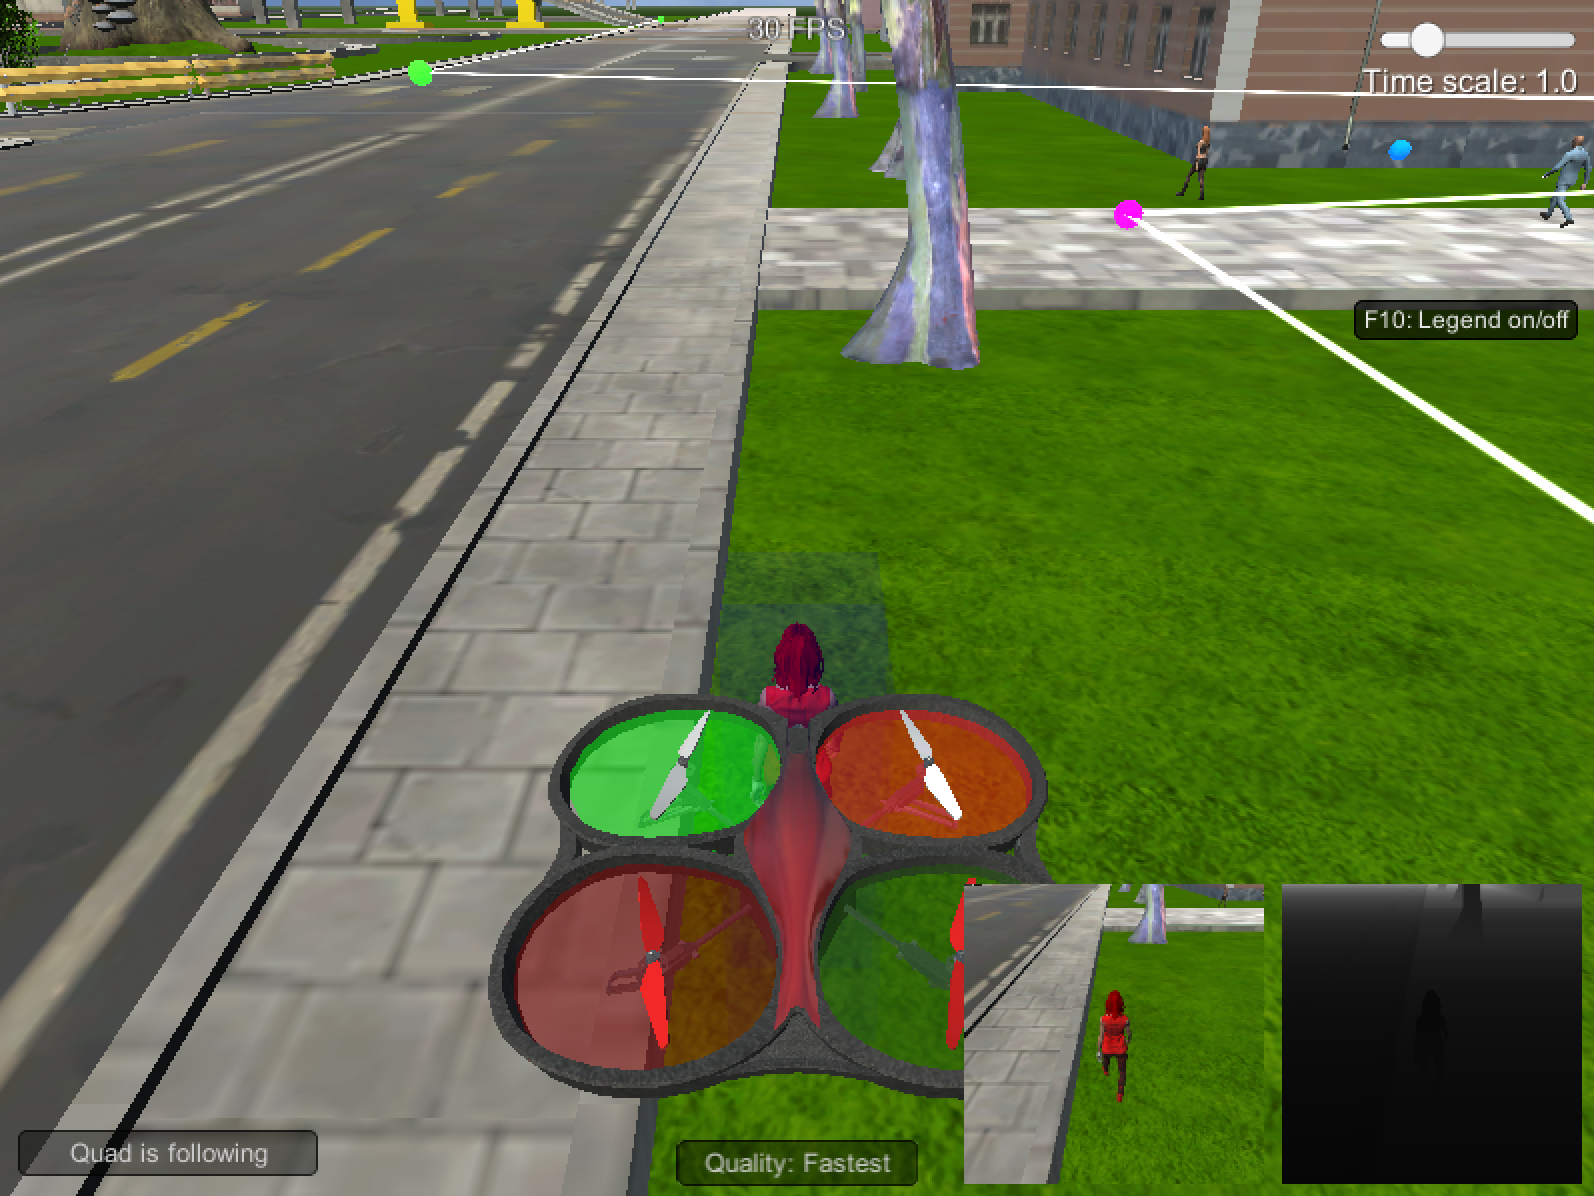 30 FPS
Time scale: 1.0
F10: Legend on/off
Quad is following
Quality: Fastest